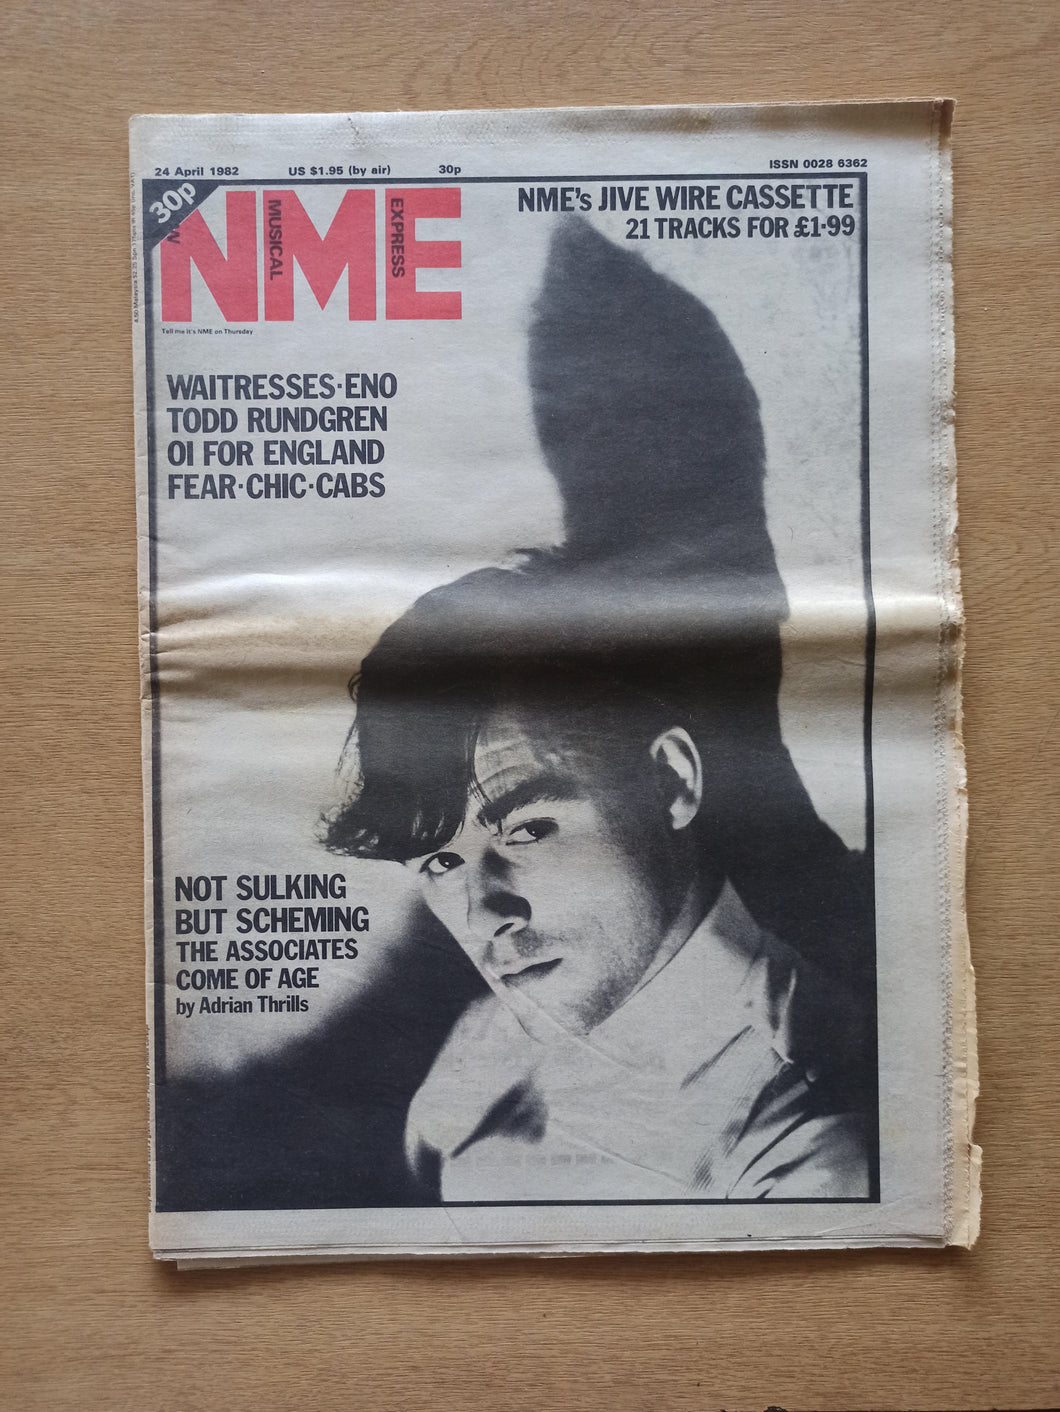 24 April 1982 US $1.95 (by air) 30p ISSN 0028 6362
30p
NME
MUSICAL
EXPRESS
Tell me it's NME on Thursday
NME's JIVE WIRE CASSETTE
21 TRACKS FOR £1·99
WAITRESSES·ENO
TODD RUNDGREN
OI FOR ENGLAND
FEAR·CHIC·CABS
NOT SULKING
BUT SCHEMING
THE ASSOCIATES
COME OF AGE
by Adrian Thrills